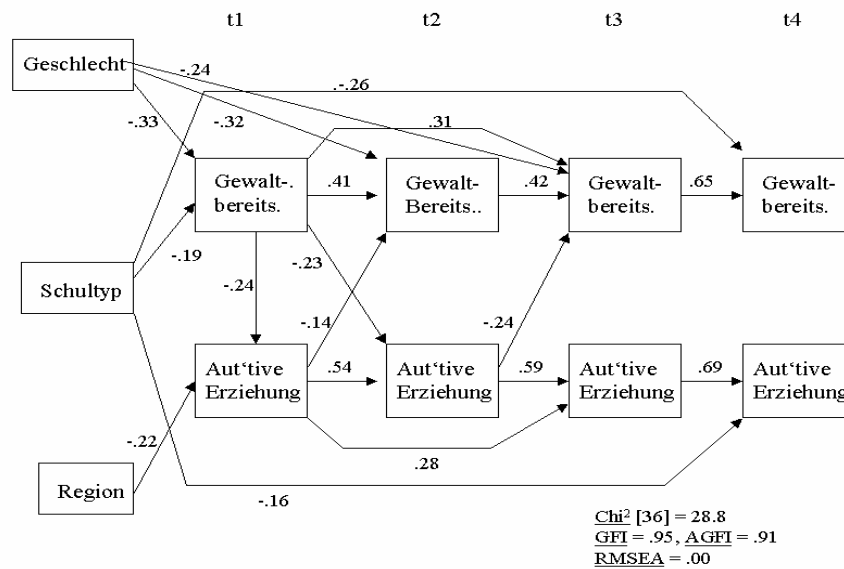 t1 t2 t3 t4
Geschlecht
-.24
.-.26
-.33
-.32
.31
Gewalt-.
bereits.
.41
Gewalt-
Bereits..
.42
Gewalt-
bereits.
.65
Gewalt-
bereits.
-.19
-.23
Schultyp
-.24
-.14
-.24
Aut‘tive
Erziehung
.54
Aut‘tive
Erziehung
.59
Aut‘tive
Erziehung
.69
Aut‘tive
Erziehung
-.22
.28
Region
-.16
Chi² [36] = 28.8
GFI = .95, AGFI = .91
RMSEA = .00